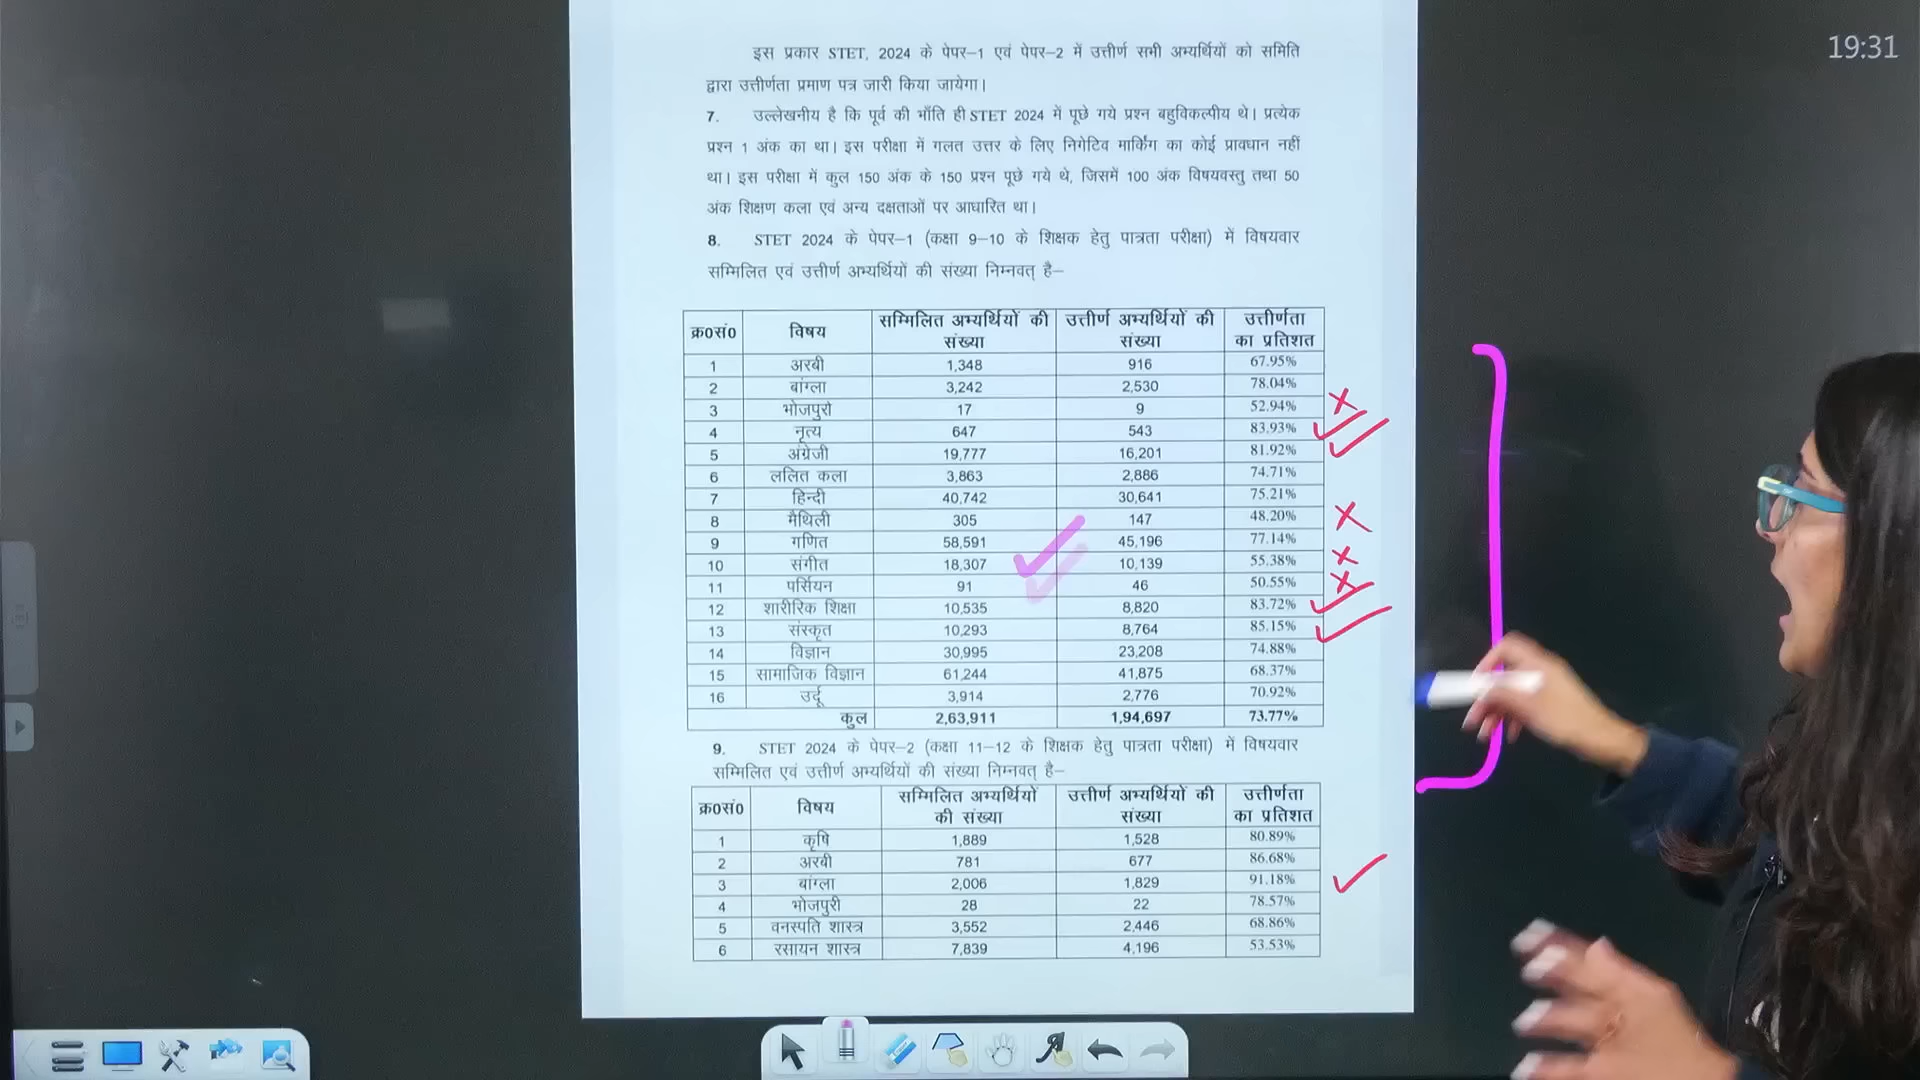 19:31
इस प्रकार STET, 2024 के पेपर–1 एवं पेपर–2 में उत्तीर्ण सभी अभ्यर्थियों को समिति
द्वारा उत्तीर्णता प्रमाण पत्र जारी किया जायेगा।
7. उल्लेखनीय है कि पूर्व की भाँति ही STET 2024 में पूछे गये प्रश्न बहुविकल्पीय थे। प्रत्येक
प्रश्न 1 अंक का था। इस परीक्षा में गलत उत्तर के लिए निगेटिव मार्किंग का कोई प्रावधान नहीं
था। इस परीक्षा में कुल 150 अंक के 150 प्रश्न पूछे गये थे, जिसमें 100 अंक विषयवस्तु तथा 50
अंक शिक्षण कला एवं अन्य दक्षताओं पर आधारित था।
8. STET 2024 के पेपर–1 (कक्षा 9–10 के शिक्षक हेतु पात्रता परीक्षा) में विषयवार
सम्मिलित एवं उत्तीर्ण अभ्यर्थियों की संख्या निम्नवत् है–
क्र०सं० विषय सम्मिलित अभ्यर्थियों की संख्या उत्तीर्ण अभ्यर्थियों की संख्या उत्तीर्णता का प्रतिशत
1 अरबी 1,348 916 67.95%
2 बांग्ला 3,242 2,530 78.04%
3 भोजपुरी 17 9 52.94%
4 नृत्य 647 543 83.93%
5 अंग्रेजी 19,777 16,201 81.92%
6 ललित कला 3,863 2,886 74.71%
7 हिन्दी 40,742 30,641 75.21%
8 मैथिली 305 147 48.20%
9 गणित 58,591 45,196 77.14%
10 संगीत 18,307 10,139 55.38%
11 पर्सियन 91 46 50.55%
12 शारीरिक शिक्षा 10,535 8,820 83.72%
13 संस्कृत 10,293 8,764 85.15%
14 विज्ञान 30,995 23,208 74.88%
15 सामाजिक विज्ञान 61,244 41,875 68.37%
16 उर्दू 3,914 2,776 70.92%
कुल 2,63,911 1,94,697 73.77%
9. STET 2024 के पेपर–2 (कक्षा 11–12 के शिक्षक हेतु पात्रता परीक्षा) में विषयवार
सम्मिलित एवं उत्तीर्ण अभ्यर्थियों की संख्या निम्नवत् है–
क्र०सं० विषय सम्मिलित अभ्यर्थियों की संख्या उत्तीर्ण अभ्यर्थियों की संख्या उत्तीर्णता का प्रतिशत
1 कृषि 1,889 1,528 80.89%
2 अरबी 781 677 86.68%
3 बांग्ला 2,006 1,829 91.18%
4 भोजपुरी 28 22 78.57%
5 वनस्पति शास्त्र 3,552 2,446 68.86%
6 रसायन शास्त्र 7,839 4,196 53.53%